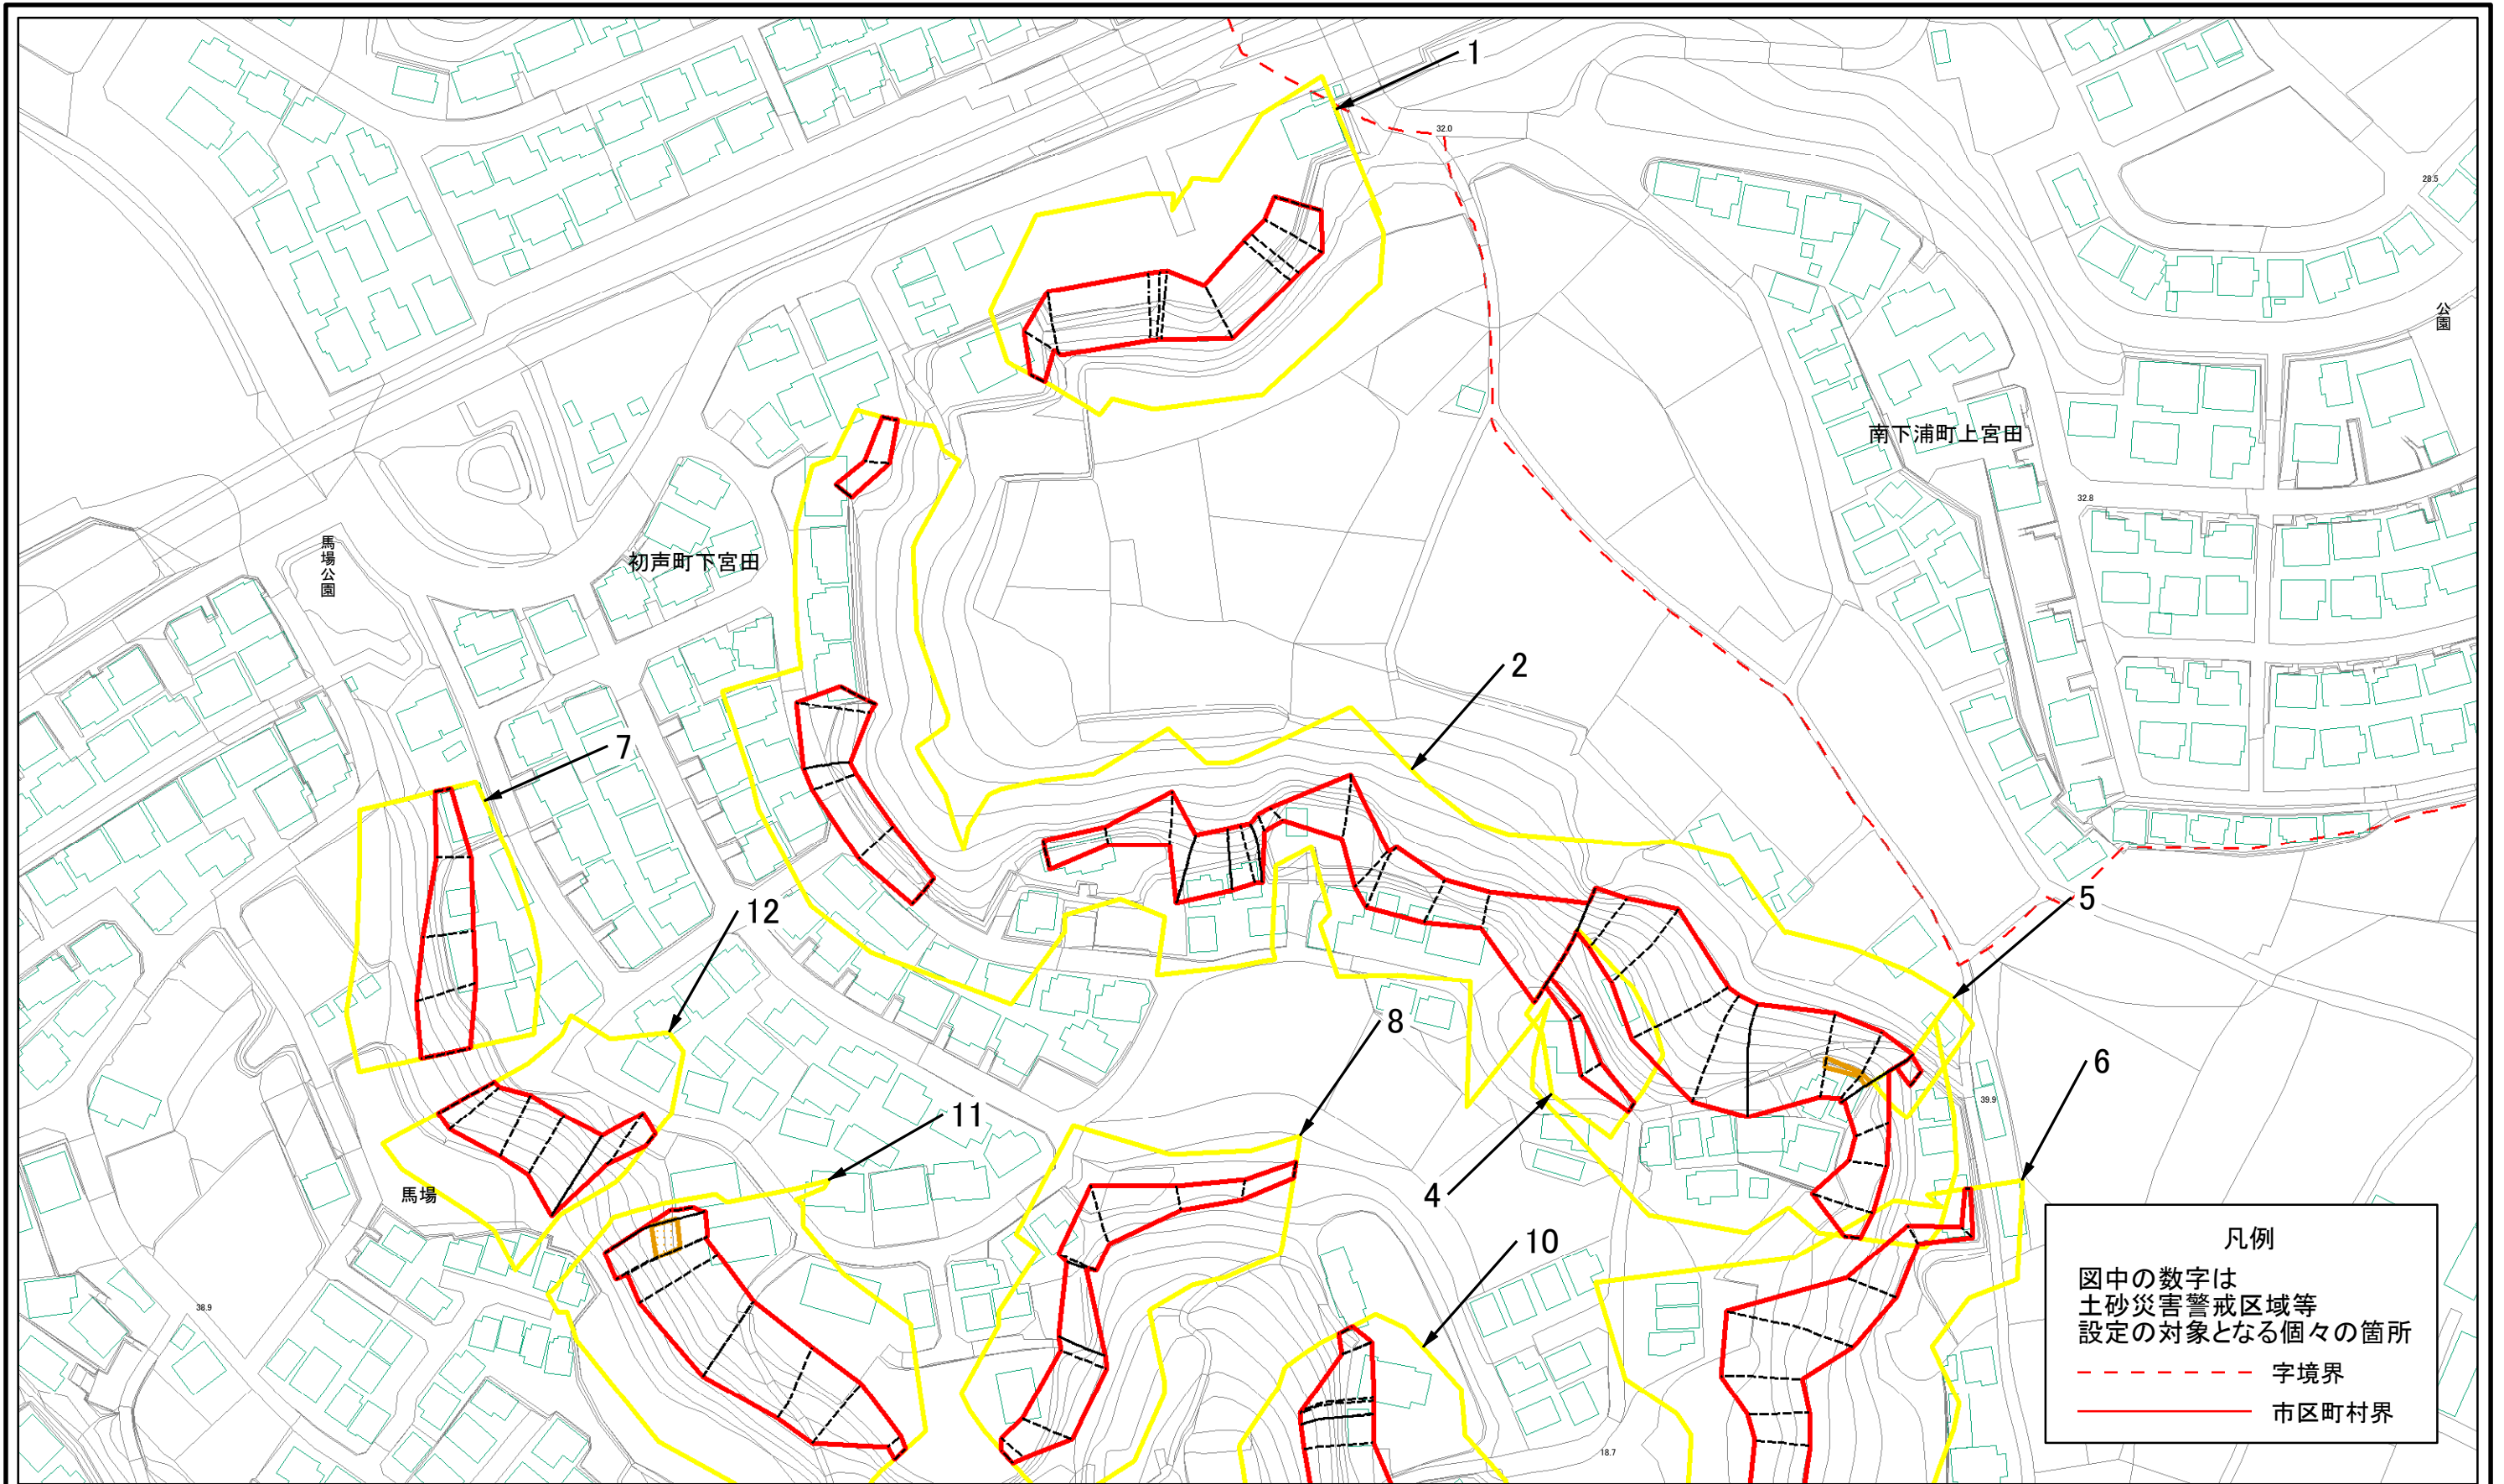 1
32.0
28.5
公園
南下浦町上宮田
32.8
馬場公園
初声町下宮田
2
7
12
5
8
6
39.9
11
4
馬場
10
38.9
18.7
凡例
図中の数字は
土砂災害警戒区域等
設定の対象となる個々の箇所
字境界
市区町村界